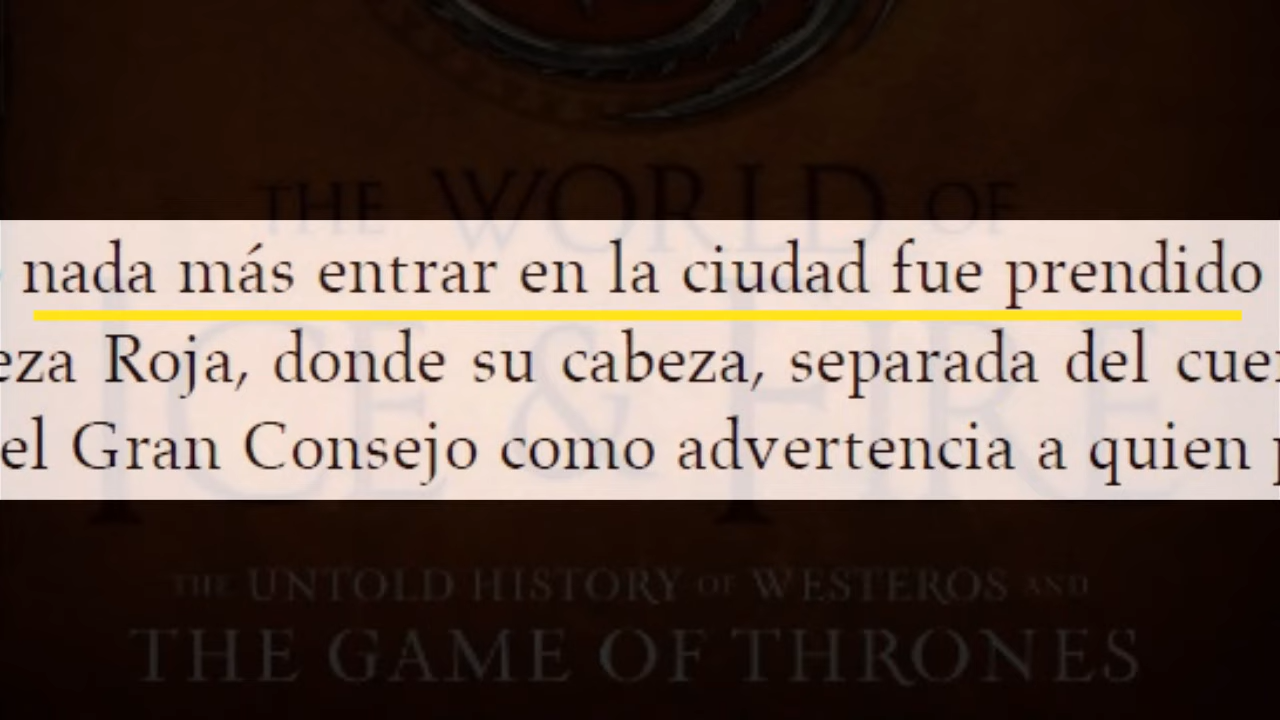 THE WORLD OF
nada más entrar en la ciudad fue prendido
eza Roja, donde su cabeza, separada del cuer
el Gran Consejo como advertencia a quien p
ICE & FIRE
THE UNTOLD HISTORY OF WESTEROS AND
THE GAME OF THRONES